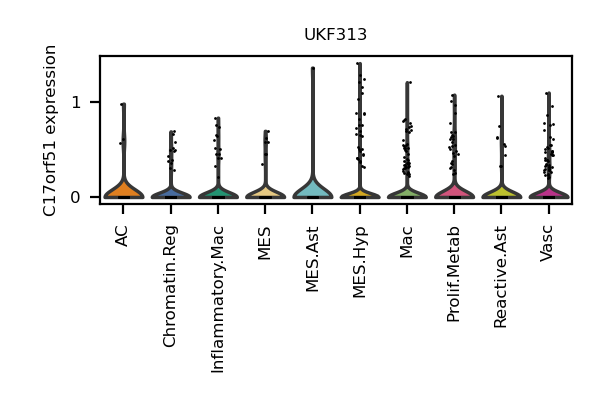 UKF313
C17orf51 expression
1
0
AC
Chromatin.Reg
Inflammatory.Mac
MES
MES.Ast
MES.Hyp
Mac
Prolif.Metab
Reactive.Ast
Vasc